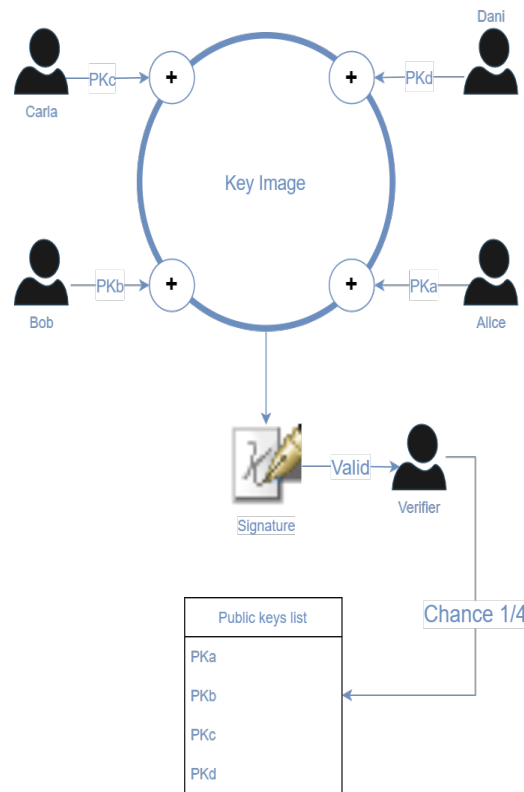 Dani
PKc
+
+
PKd
Carla
Key Image
PKb
+
+
PKa
Bob
Alice
Valid
Signature
Verifier
Public keys list
Chance 1/4
PKa
PKb
PKc
PKd